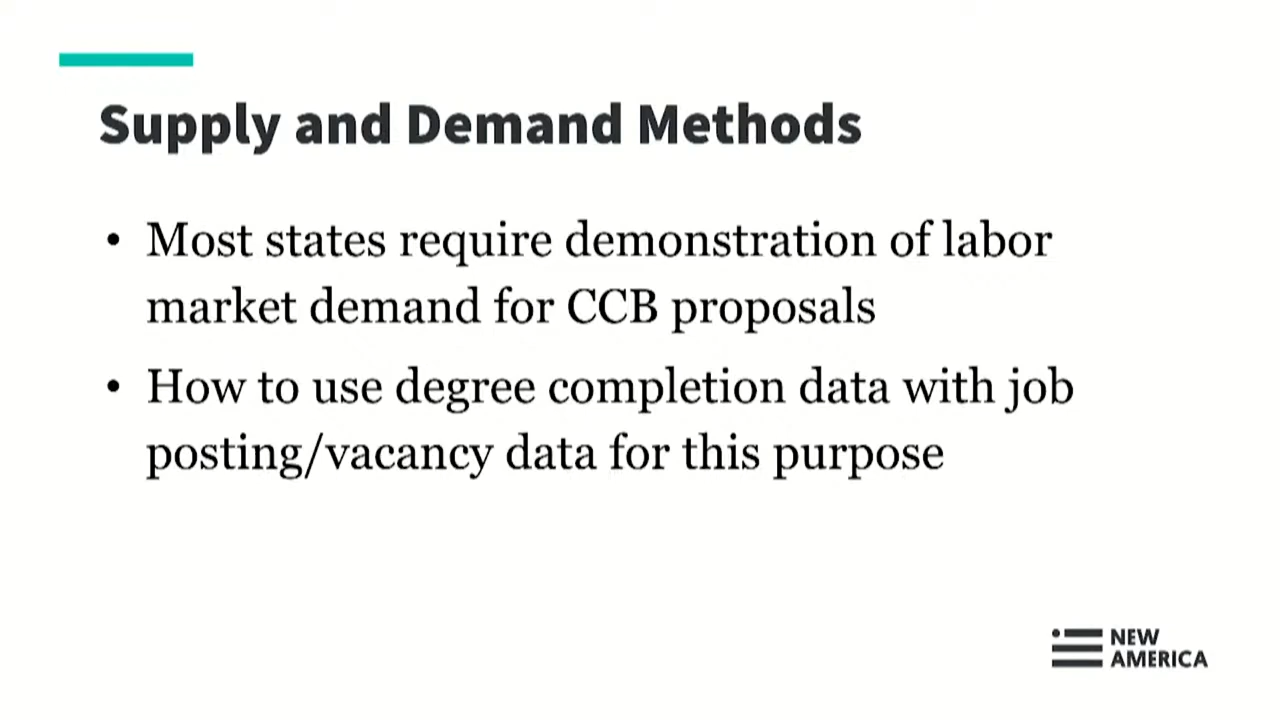 Supply and Demand Methods
• Most states require demonstration of labor
market demand for CCB proposals
• How to use degree completion data with job
posting/vacancy data for this purpose
NEW
AMERICA